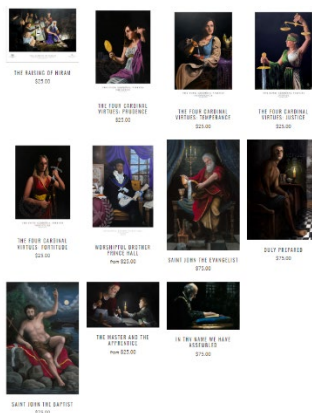 THE RAISING OF HIRAM
$25.00
THE FOUR CARDINAL
VIRTUES: PRUDENCE
$25.00
THE FOUR CARDINAL
VIRTUES: TEMPERANCE
$25.00
THE FOUR CARDINAL
VIRTUES: JUSTICE
$25.00
THE FOUR CARDINAL
VIRTUES: FORTITUDE
$25.00
WORSHIPFUL BROTHER
PRINCE HALL
from $25.00
SAINT JOHN THE EVANGELIST
$75.00
DULY PREPARED
$75.00
SAINT JOHN THE BAPTIST
THE MASTER AND THE
APPRENTICE
from $25.00
IN THE NAME WE HAVE
ASSEMBLED
$75.00